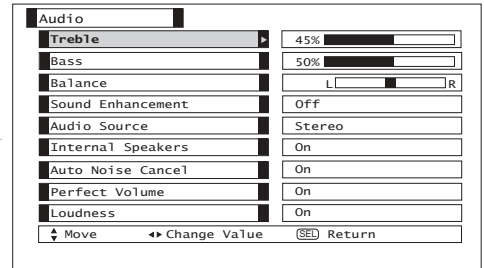 Audio
Treble 45%
Bass 50%
Balance L R
Sound Enhancement Off
Audio Source Stereo
Internal Speakers On
Auto Noise Cancel On
Perfect Volume On
Loudness On
Move Change Value SEL Return